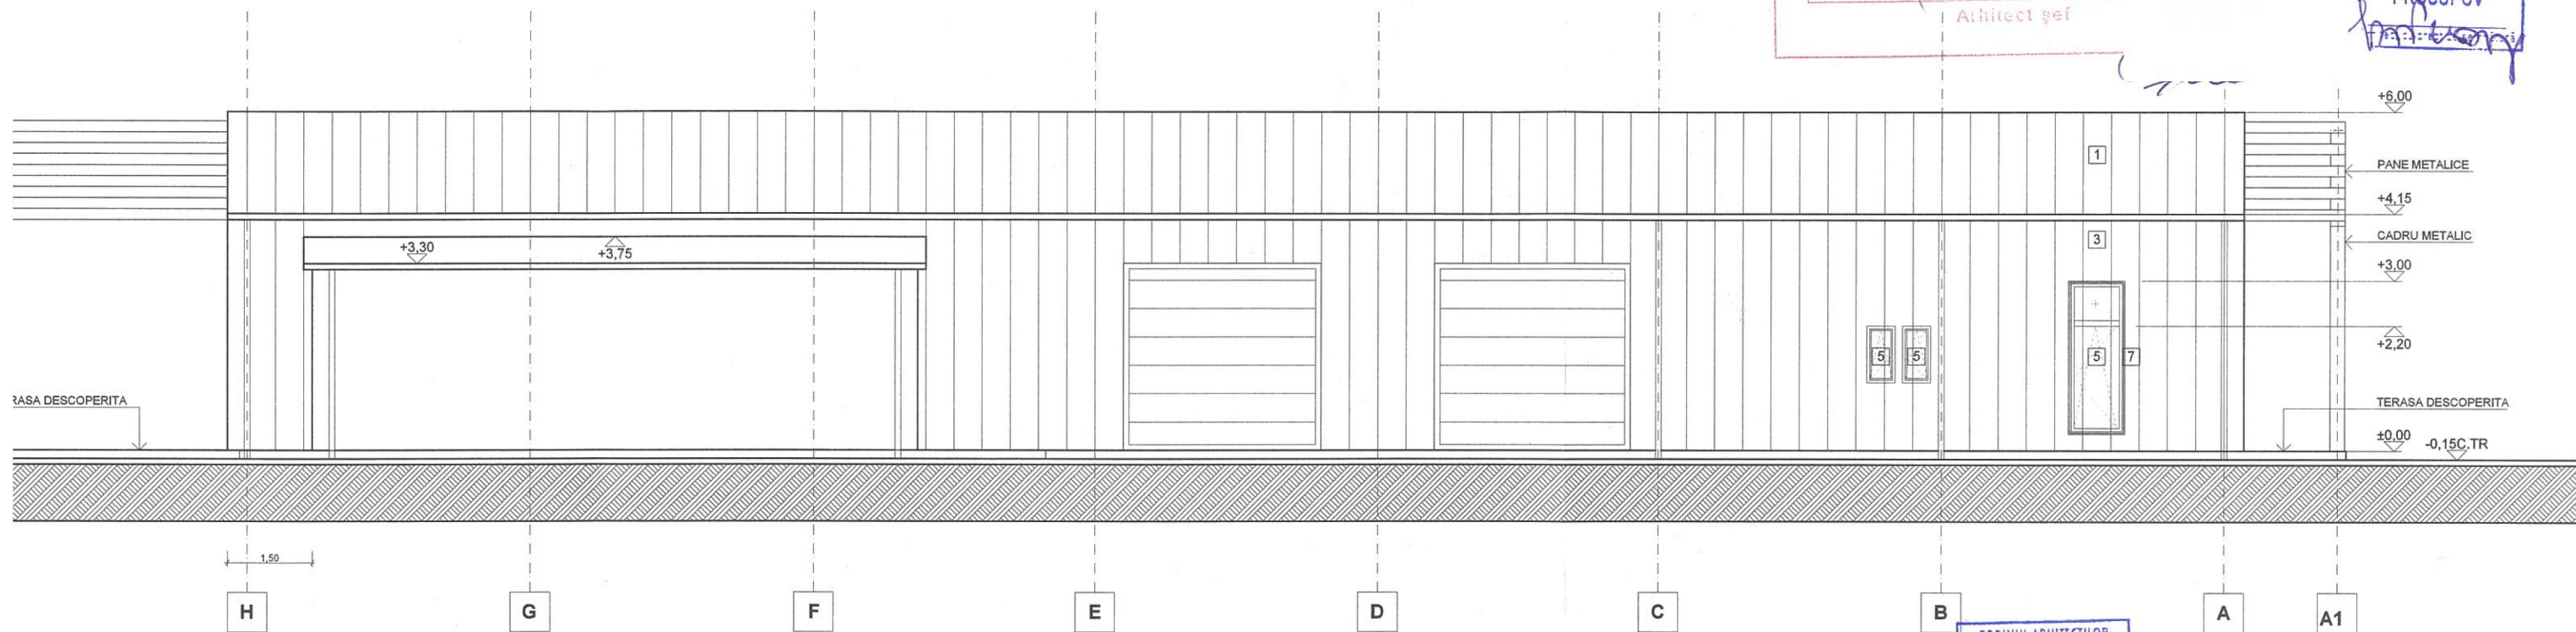 Arhitect șef
+6,00
1
PANE METALICE
+4,15
3
CADRU METALIC
+3,30
+3,75
+3,00
+2,20
5
5
5
7
RASA DESCOPERITA
TERASA DESCOPERITA
±0,00
-0,15C.TR
1,50
H
G
F
E
D
C
B
A
A1